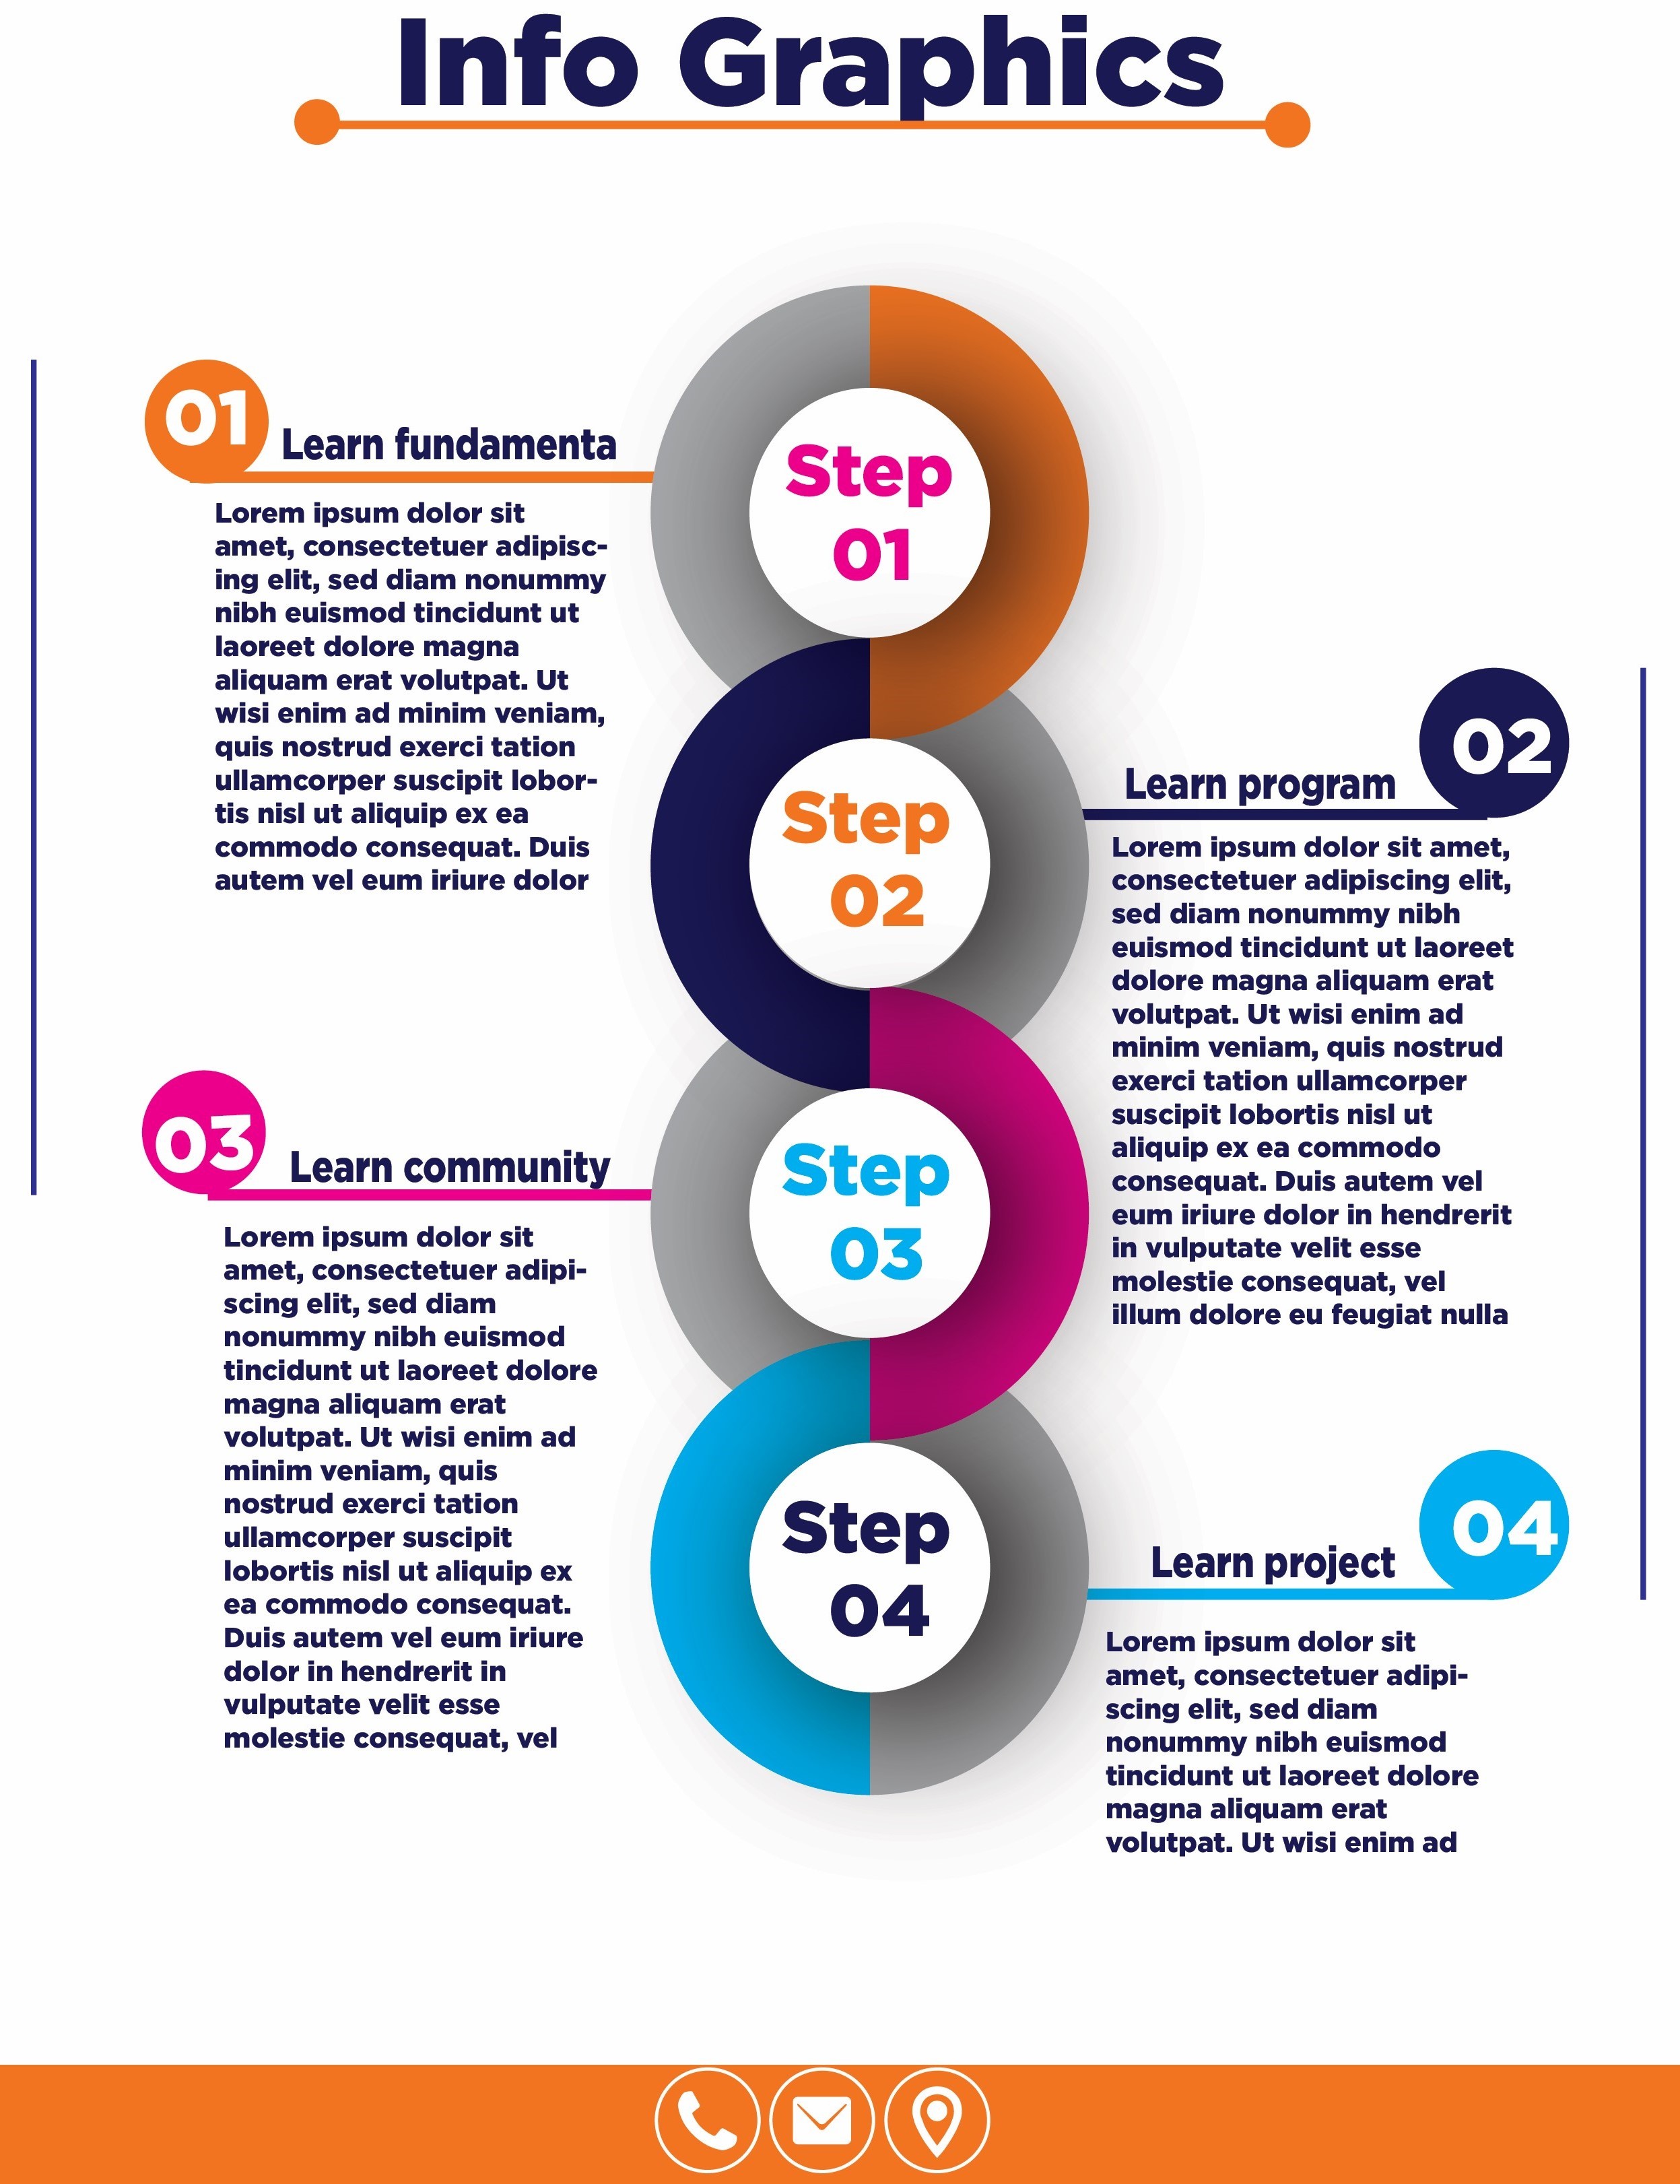 Info Graphics
01
Learn fundamenta
Lorem ipsum dolor sit
amet, consectetuer adipisc-
ing elit, sed diam nonummy
nibh euismod tincidunt ut
laoreet dolore magna
aliquam erat volutpat. Ut
wisi enim ad minim veniam,
quis nostrud exerci tation
ullamcorper suscipit lobor-
tis nisl ut aliquip ex ea
commodo consequat. Duis
autem vel eum iriure dolor
Step
01
02
Learn program
Lorem ipsum dolor sit amet,
consectetuer adipiscing elit,
sed diam nonummy nibh
euismod tincidunt ut laoreet
dolore magna aliquam erat
volutpat. Ut wisi enim ad
minim veniam, quis nostrud
exerci tation ullamcorper
suscipit lobortis nisl ut
aliquip ex ea commodo
consequat. Duis autem vel
eum iriure dolor in hendrerit
in vulputate velit esse
molestie consequat, vel
illum dolore eu feugiat nulla
Step
02
03
Learn community
Lorem ipsum dolor sit
amet, consectetuer adipi-
scing elit, sed diam
nonummy nibh euismod
tincidunt ut laoreet dolore
magna aliquam erat
volutpat. Ut wisi enim ad
minim veniam, quis
nostrud exerci tation
ullamcorper suscipit
lobortis nisl ut aliquip ex
ea commodo consequat.
Duis autem vel eum iriure
dolor in hendrerit in
vulputate velit esse
molestie consequat, vel
Step
03
04
Learn project
Lorem ipsum dolor sit
amet, consectetuer adipi-
scing elit, sed diam
nonummy nibh euismod
tincidunt ut laoreet dolore
magna aliquam erat
volutpat. Ut wisi enim ad
Step
04